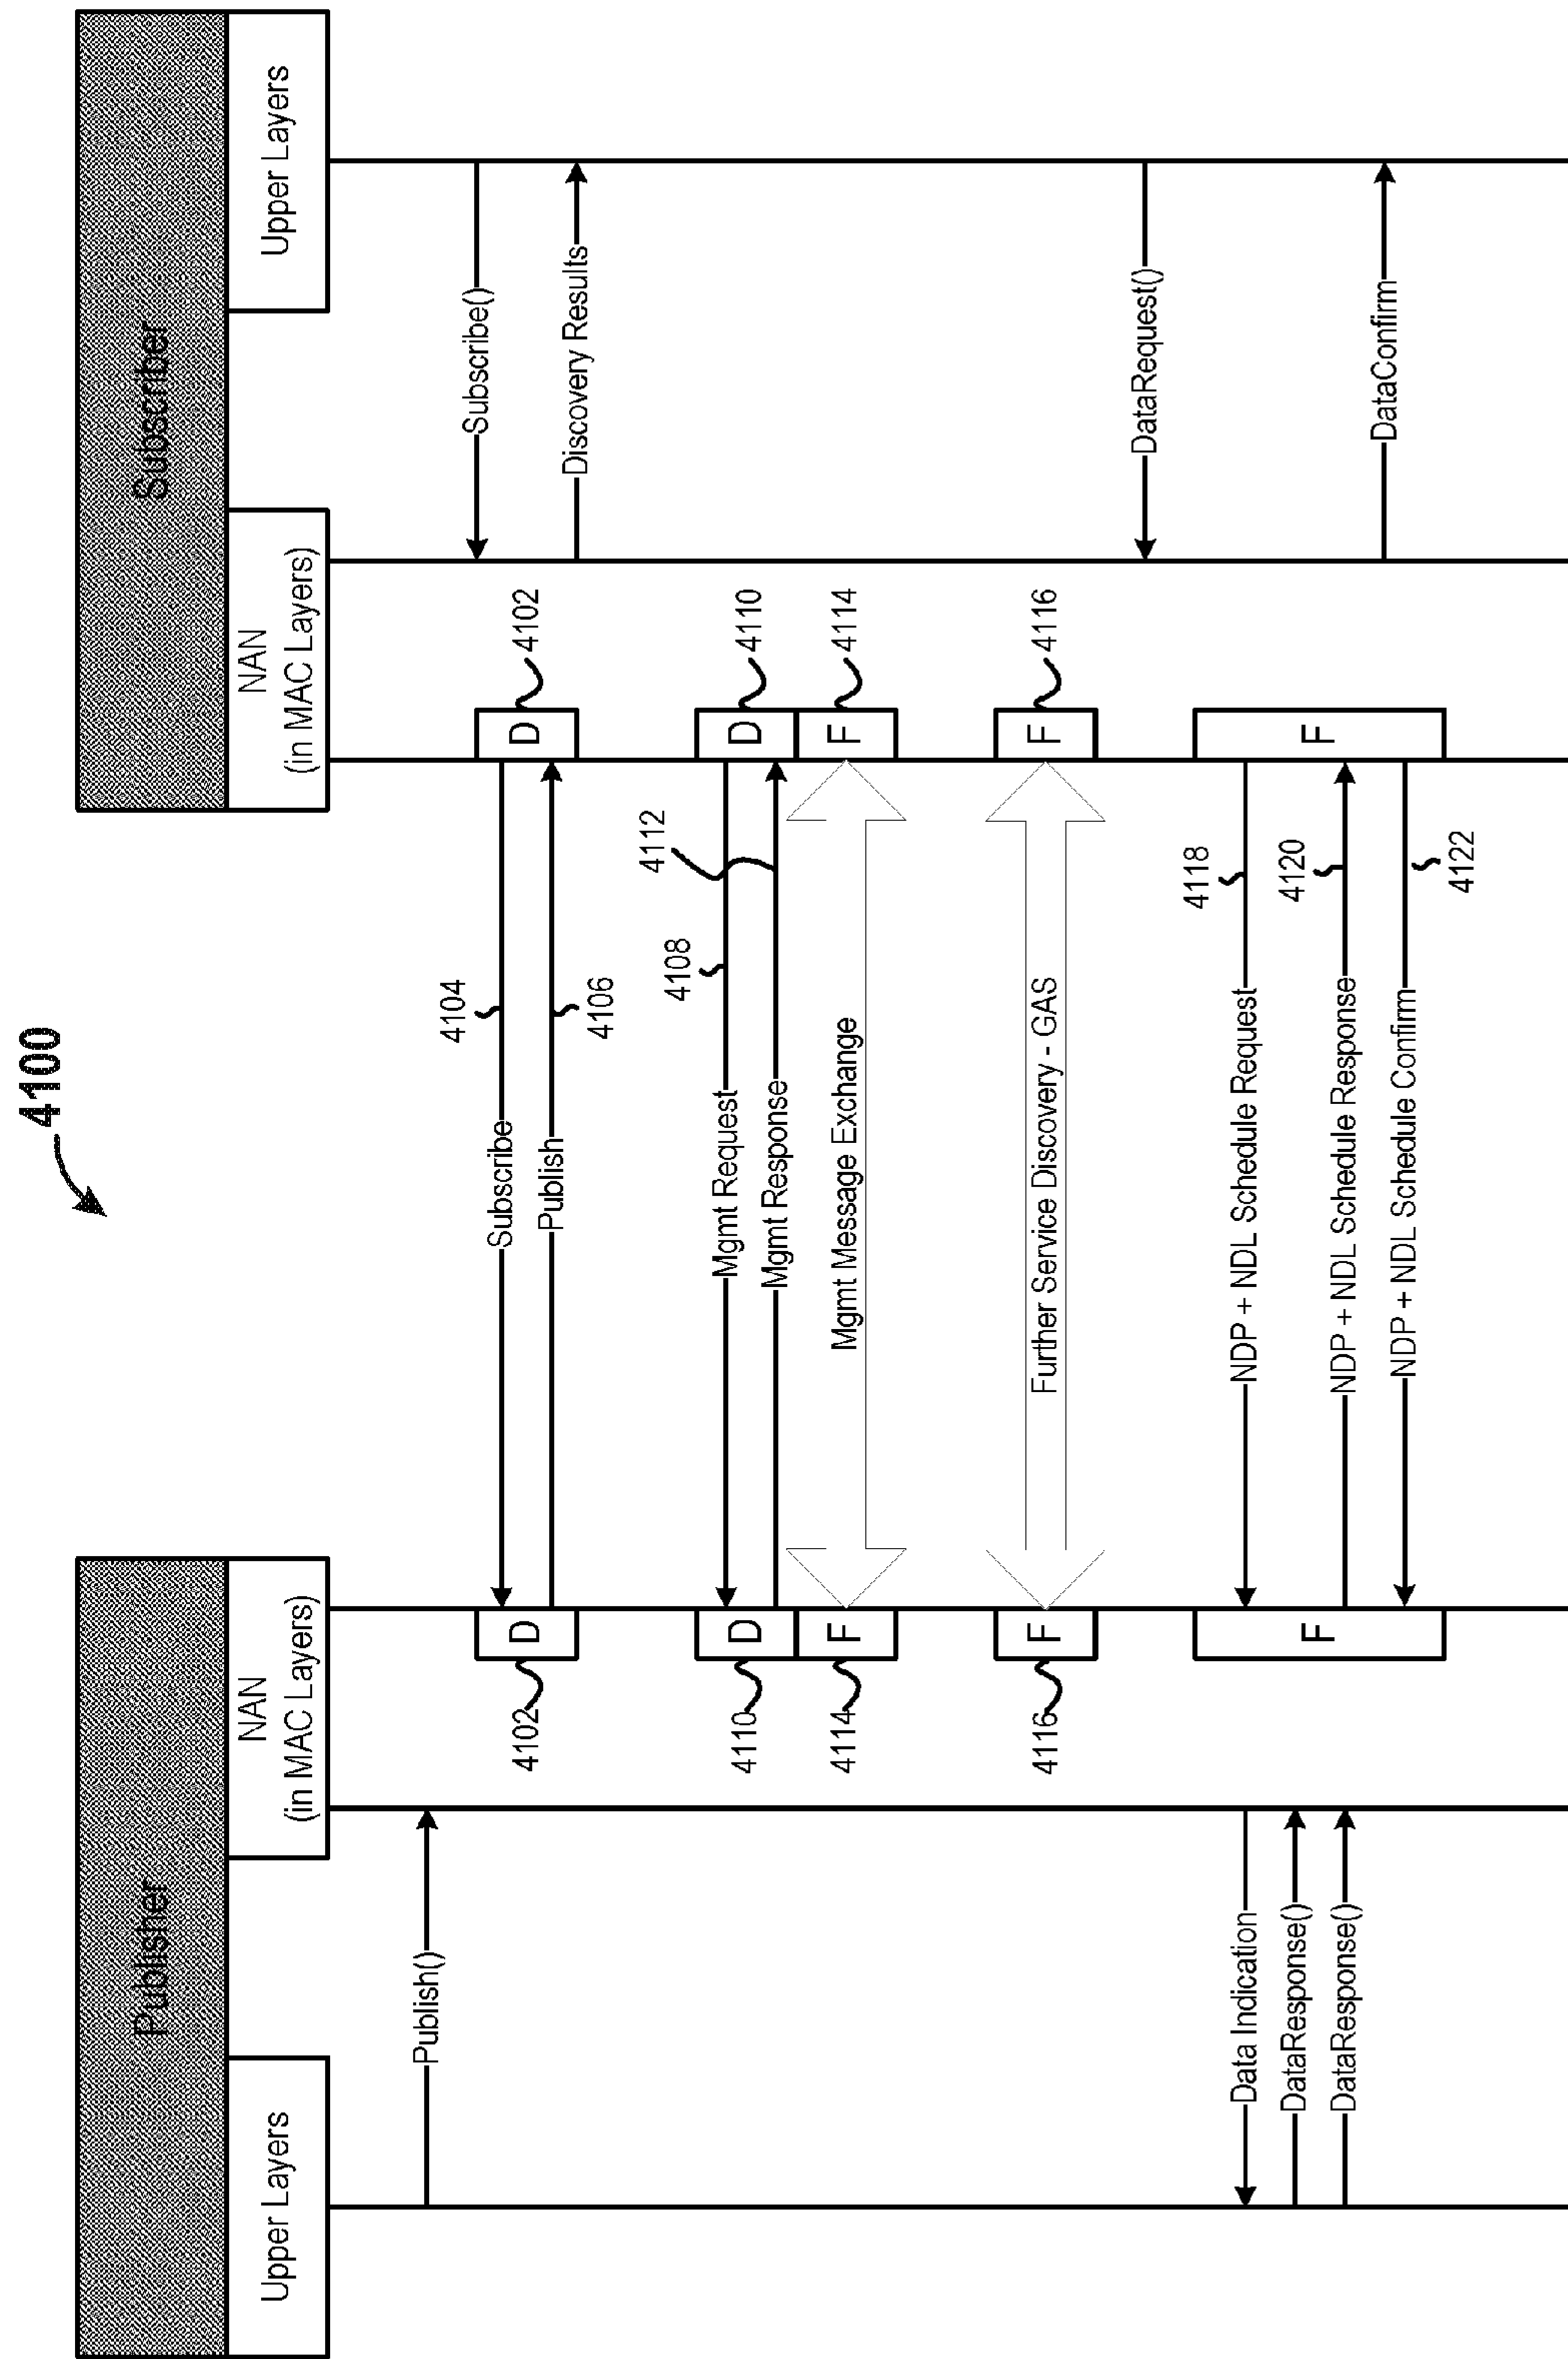 4100
Publisher
Subscriber
Upper Layers
NAN
(in MAC Layers)
NAN
(in MAC Layers)
Upper Layers
Publish()
Subscribe()
4102
D
4104
Subscribe
D
4102
Publish
4106
Discovery Results
4110
D
4108
Mgmt Request
4112
D
4110
Mgmt Response
4114
F
Mgmt Message Exchange
F
4114
4116
F
Further Service Discovery - GAS
F
4116
DataRequest()
Data Indication
NDP + NDL Schedule Request
4118
DataResponse()
F
F
DataResponse()
NDP + NDL Schedule Response
4120
DataConfirm
NDP + NDL Schedule Confirm
4122